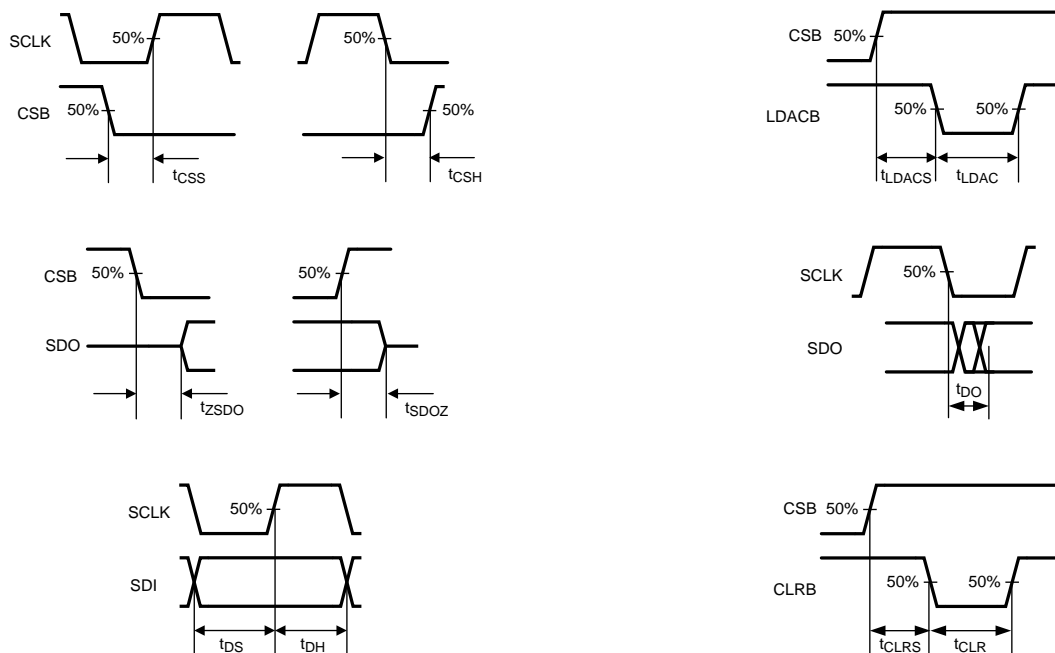 SCLK
50%
50%
CSB
50%
50%
tCSS
tCSH
CSB
50%
LDACB
50%
50%
tLDACS
tLDAC
CSB
50%
50%
SDO
tZSDO
tSDOZ
SCLK
50%
SDO
tDO
SCLK
50%
SDI
tDS
tDH
CSB
50%
CLRB
50%
50%
tCLRS
tCLR